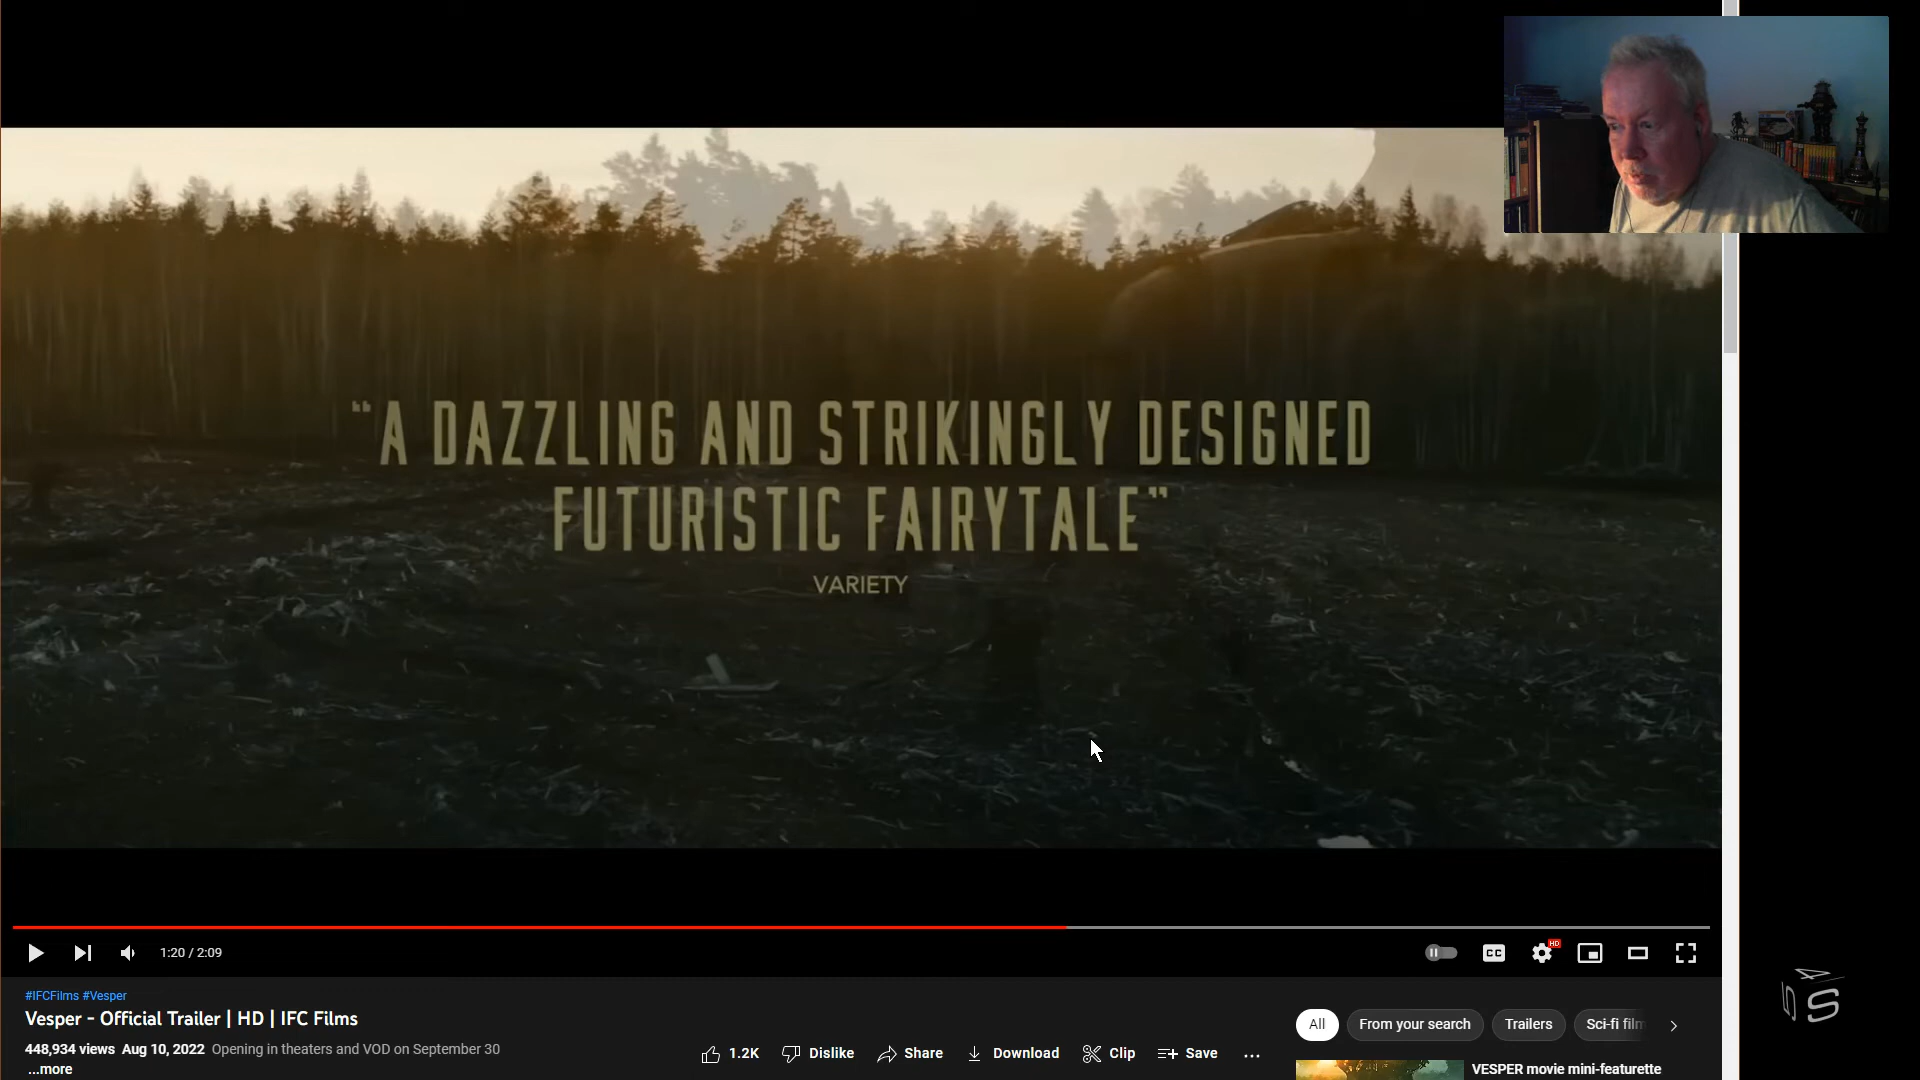 “A DAZZLING AND STRIKINGLY DESIGNED
FUTURISTIC FAIRYTALE”
VARIETY
1:20 / 2:09
CC
HD
#IFCFilms #Vesper
Vesper - Official Trailer | HD | IFC Films
448,934 views Aug 10, 2022 Opening in theaters and VOD on September 30
...more
1.2K Dislike Share Download Clip Save
All From your search Trailers Sci-fi film
VESPER movie mini-featurette